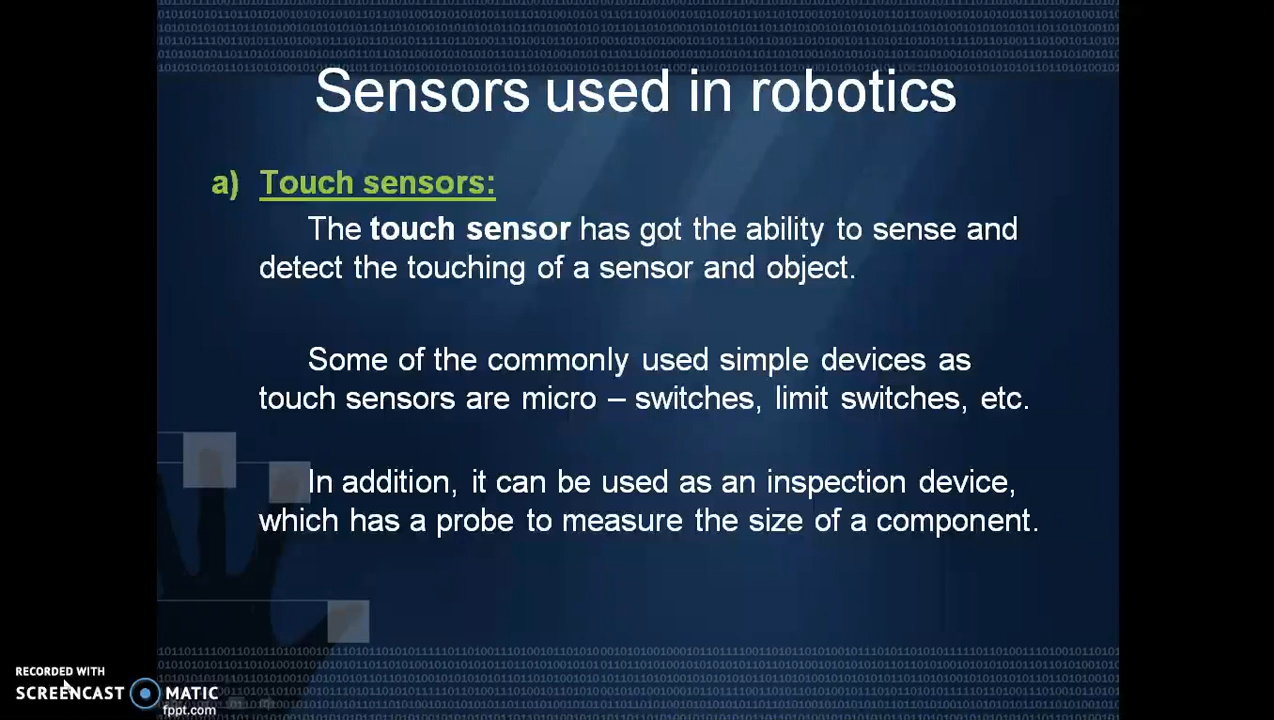 Sensors used in robotics
a) Touch sensors:
The touch sensor has got the ability to sense and
detect the touching of a sensor and object.
Some of the commonly used simple devices as
touch sensors are micro – switches, limit switches, etc.
In addition, it can be used as an inspection device,
which has a probe to measure the size of a component.
RECORDED WITH
SCREENCAST MATIC
fppt.com